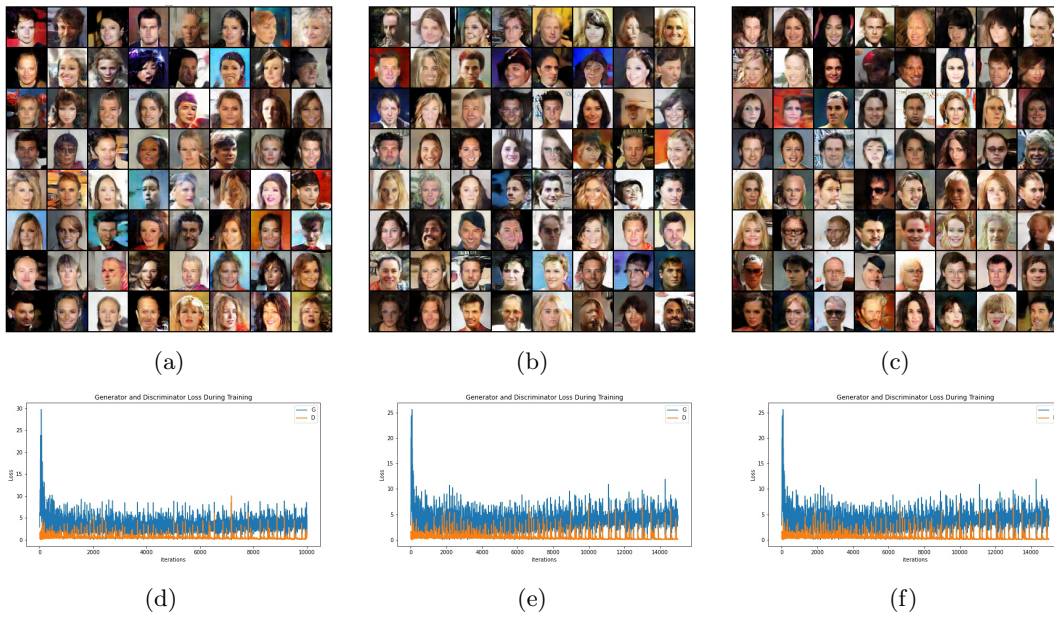 (a) (b) (c)
Generator and Discriminator Loss During Training
G
D
Loss
30
25
20
15
10
5
0
0 2000 4000 6000 8000 10000
iterations
(d)
Generator and Discriminator Loss During Training
G
D
Loss
25
20
15
10
5
0
0 2000 4000 6000 8000 10000 12000 14000
iterations
(e)
Generator and Discriminator Loss During Training
Loss
25
20
15
10
5
0
0 2000 4000 6000 8000 10000 12000 14000
iterations
(f)